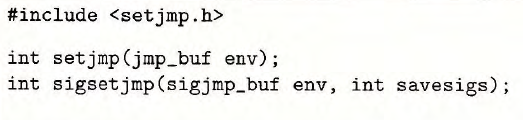 #include <setjmp.h>
int setjmp(jmp_buf env);
int sigsetjmp(sigjmp_buf env, int savesigs);